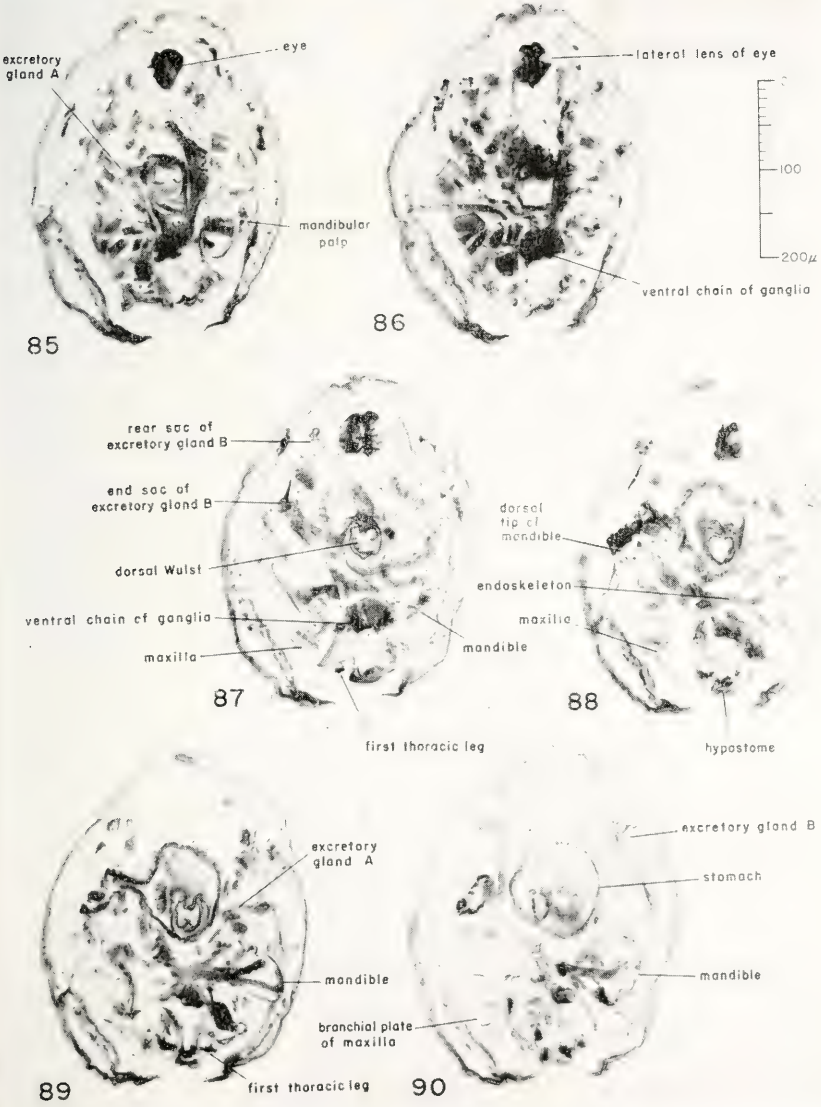 excretory
gland A
eye
mandibular
palp
85
lateral lens of eye
100
200μ
ventral chain of ganglia
86
rear sac of
excretory gland B
end sac of
excretory gland B
dorsal Wulst
ventral chain of ganglia
maxilla
mandible
first thoracic leg
87
dorsal
tip of
mandible
endoskeleton
maxilla
hypostome
88
excretory
gland A
mandible
first thoracic leg
89
excretory gland B
stomach
mandible
branchial plate
of maxilla
90